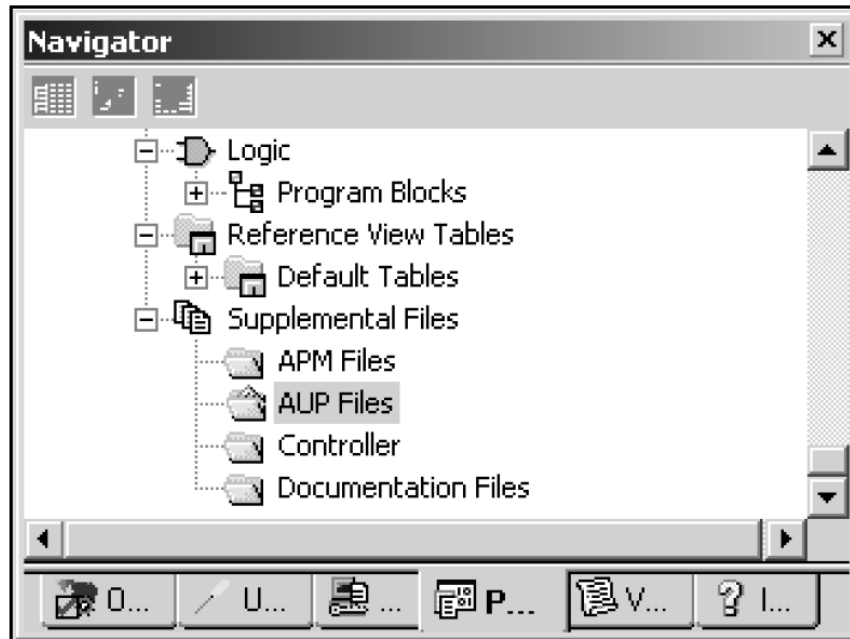 Navigator
Logic
Program Blocks
Reference View Tables
Default Tables
Supplemental Files
APM Files
AUP Files
Controller
Documentation Files
O... U... ... P... V... I...